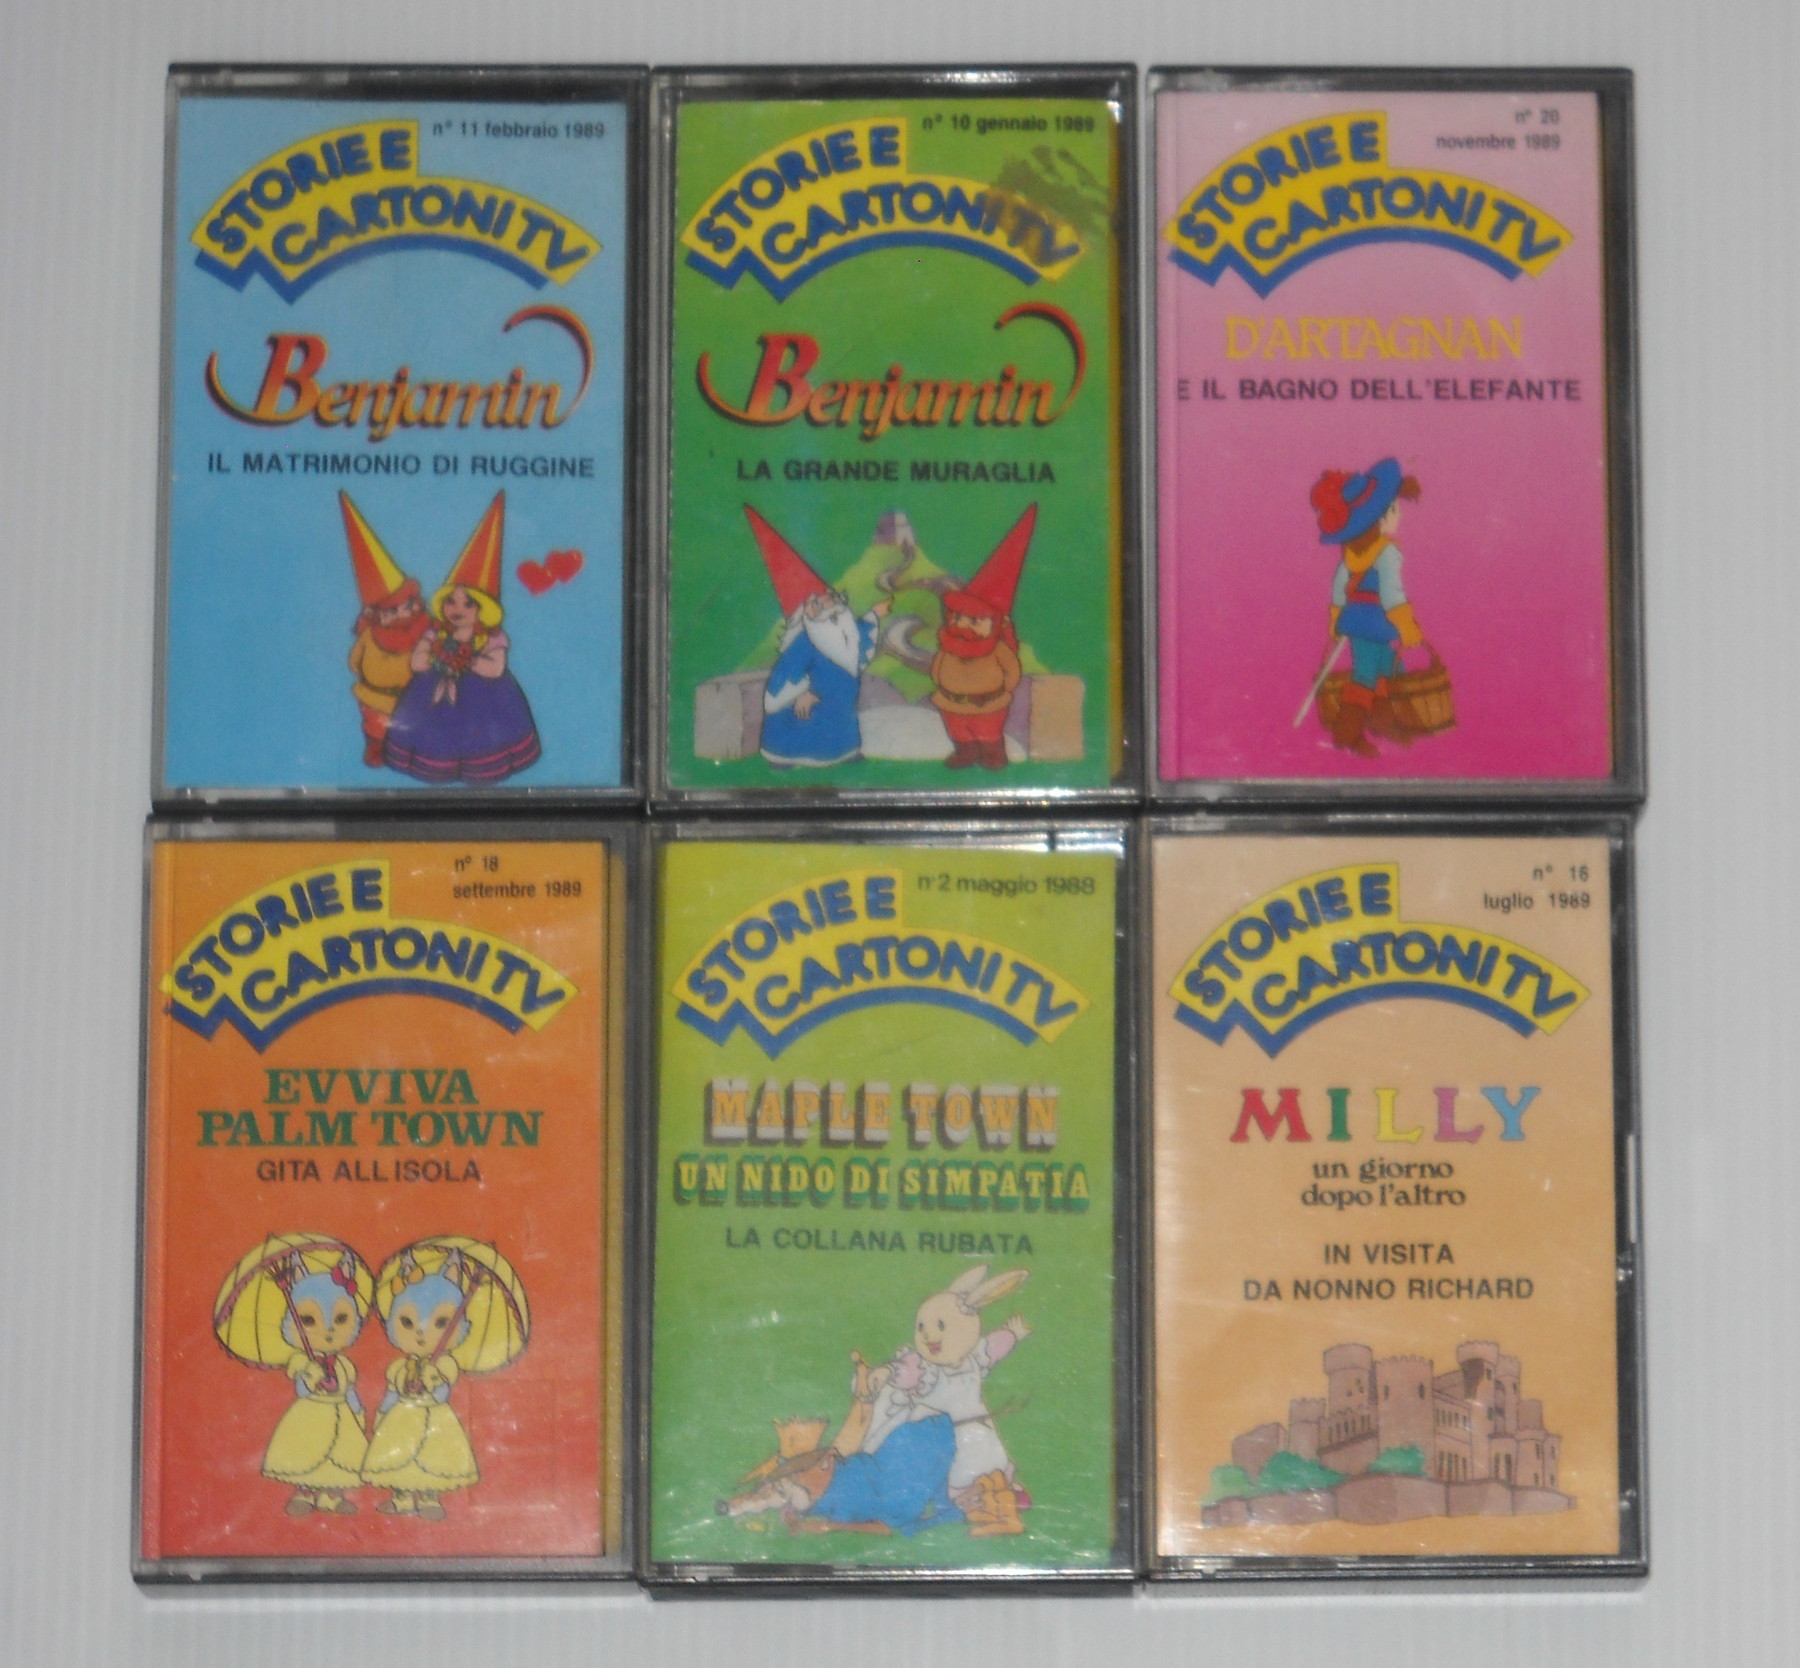 n° 11 febbraio 1989
STORIE E
CARTONI TV
Benjamin
IL MATRIMONIO DI RUGGINE
n° 10 gennaio 1989
STORIE E
CARTONI TV
Benjamin
LA GRANDE MURAGLIA
n° 20
novembre 1989
STORIE E
CARTONI TV
D'ARTAGNAN
E IL BAGNO DELL'ELEFANTE
n° 18
settembre 1989
STORIE E
CARTONI TV
EVVIVA
PALM TOWN
GITA ALL ISOLA
n° 2 maggio 1988
STORIE E
CARTONI TV
MAPLE TOWN
UN NIDO DI SIMPATIA
LA COLLANA RUBATA
n° 16
luglio 1989
STORIE E
CARTONI TV
MILLY
un giorno
dopo l'altro
IN VISITA
DA NONNO RICHARD